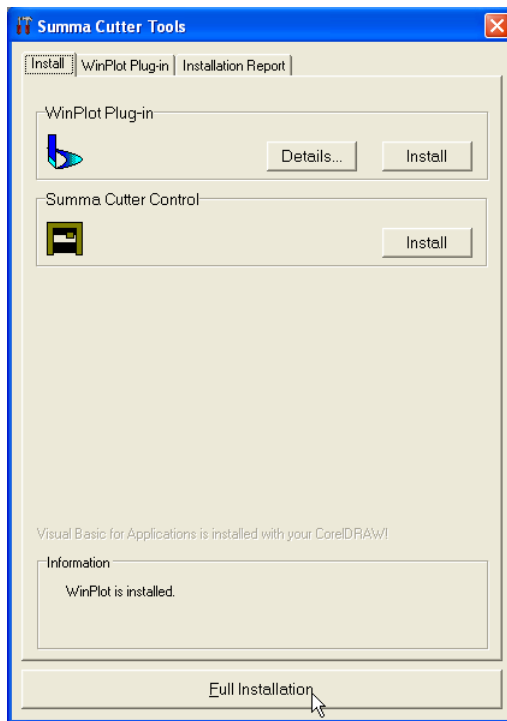 Summa Cutter Tools
Install WinPlot Plug-in Installation Report
WinPlot Plug-in
Details... Install
Summa Cutter Control
Install
Visual Basic for Applications is installed with your CorelDRAW!
Information
WinPlot is installed.
Full Installation